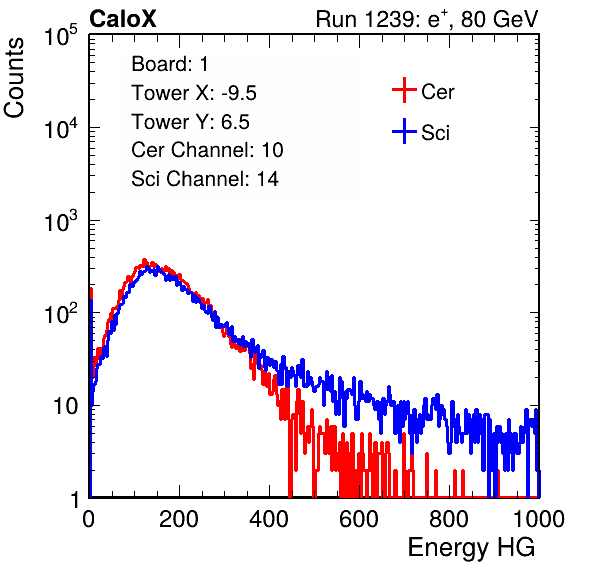 CaloX Run 1239: e⁺, 80 GeV
Counts
Board: 1
Tower X: -9.5
Tower Y: 6.5
Cer Channel: 10
Sci Channel: 14
Cer
Sci
10⁵
10⁴
10³
10²
10
1
0 200 400 600 800 1000
Energy HG